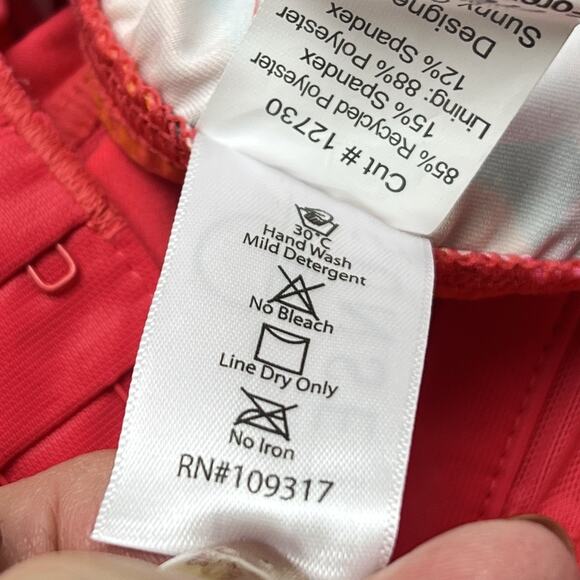 30°C
Hand Wash
Mild Detergent
No Bleach
Line Dry Only
No Iron
RN#109317
Cut # 12730
85% Recycled Polyester
15% Spandex
Lining: 88% Polyester
12% Spandex
Designe
Sunny